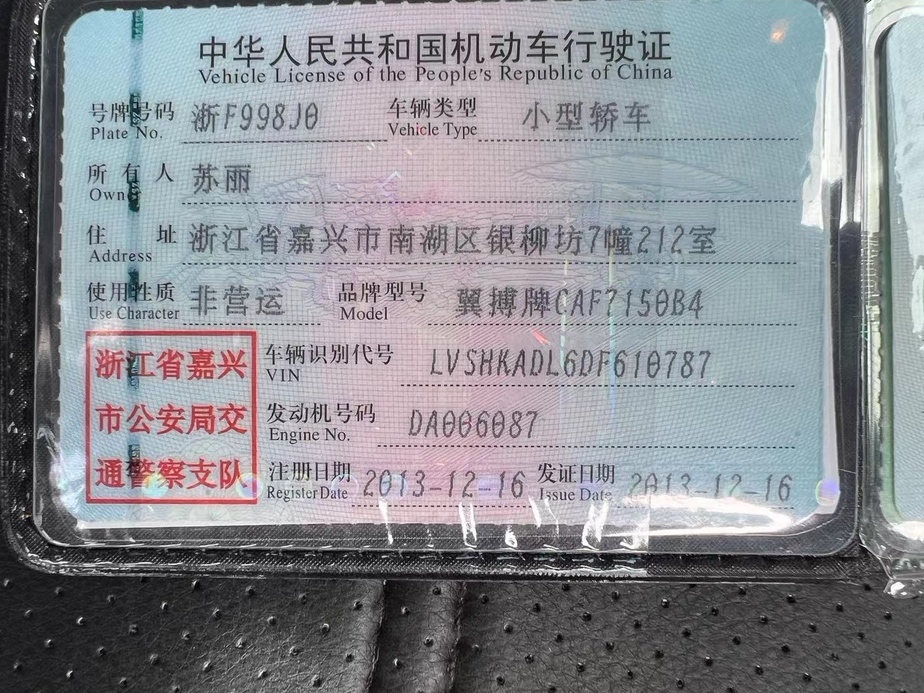 中华人民共和国机动车行驶证
Vehicle License of the People's Republic of China
号牌号码 浙F998J0 车辆类型 小型轿车
Plate No. Vehicle Type
所有人 苏丽
Owner
住址 浙江省嘉兴市南湖区银柳坊7幢212室
Address
使用性质 非营运 品牌型号 翼搏牌CAF7150B4
Use Character Model
浙江省嘉兴
市公安局交
通警察支队
车辆识别代号 LVSHKADL6DF610787
VIN
发动机号码 DA006087
Engine No.
注册日期 2013-12-16 发证日期 2013-12-16
Register Date Issue Date